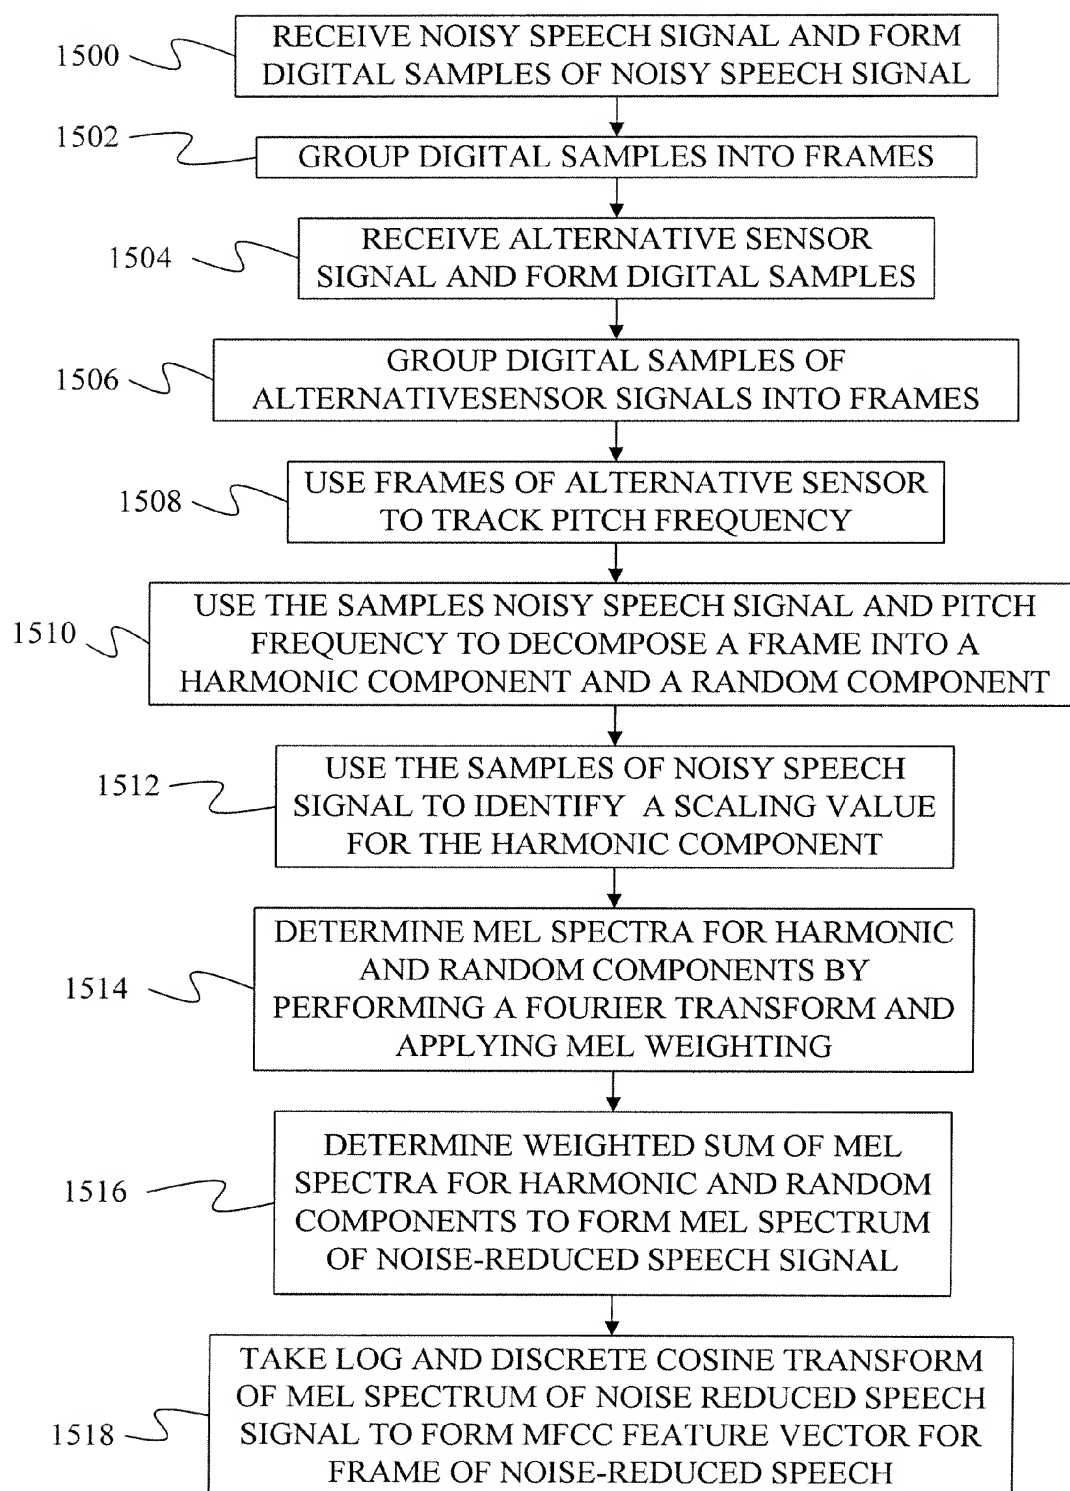 1500
RECEIVE NOISY SPEECH SIGNAL AND FORM
DIGITAL SAMPLES OF NOISY SPEECH SIGNAL
1502
GROUP DIGITAL SAMPLES INTO FRAMES
1504
RECEIVE ALTERNATIVE SENSOR
SIGNAL AND FORM DIGITAL SAMPLES
1506
GROUP DIGITAL SAMPLES OF
ALTERNATIVESENSOR SIGNALS INTO FRAMES
1508
USE FRAMES OF ALTERNATIVE SENSOR
TO TRACK PITCH FREQUENCY
1510
USE THE SAMPLES NOISY SPEECH SIGNAL AND PITCH
FREQUENCY TO DECOMPOSE A FRAME INTO A
HARMONIC COMPONENT AND A RANDOM COMPONENT
1512
USE THE SAMPLES OF NOISY SPEECH
SIGNAL TO IDENTIFY A SCALING VALUE
FOR THE HARMONIC COMPONENT
1514
DETERMINE MEL SPECTRA FOR HARMONIC
AND RANDOM COMPONENTS BY
PERFORMING A FOURIER TRANSFORM AND
APPLYING MEL WEIGHTING
1516
DETERMINE WEIGHTED SUM OF MEL
SPECTRA FOR HARMONIC AND RANDOM
COMPONENTS TO FORM MEL SPECTRUM
OF NOISE-REDUCED SPEECH SIGNAL
1518
TAKE LOG AND DISCRETE COSINE TRANSFORM
OF MEL SPECTRUM OF NOISE REDUCED SPEECH
SIGNAL TO FORM MFCC FEATURE VECTOR FOR
FRAME OF NOISE-REDUCED SPEECH